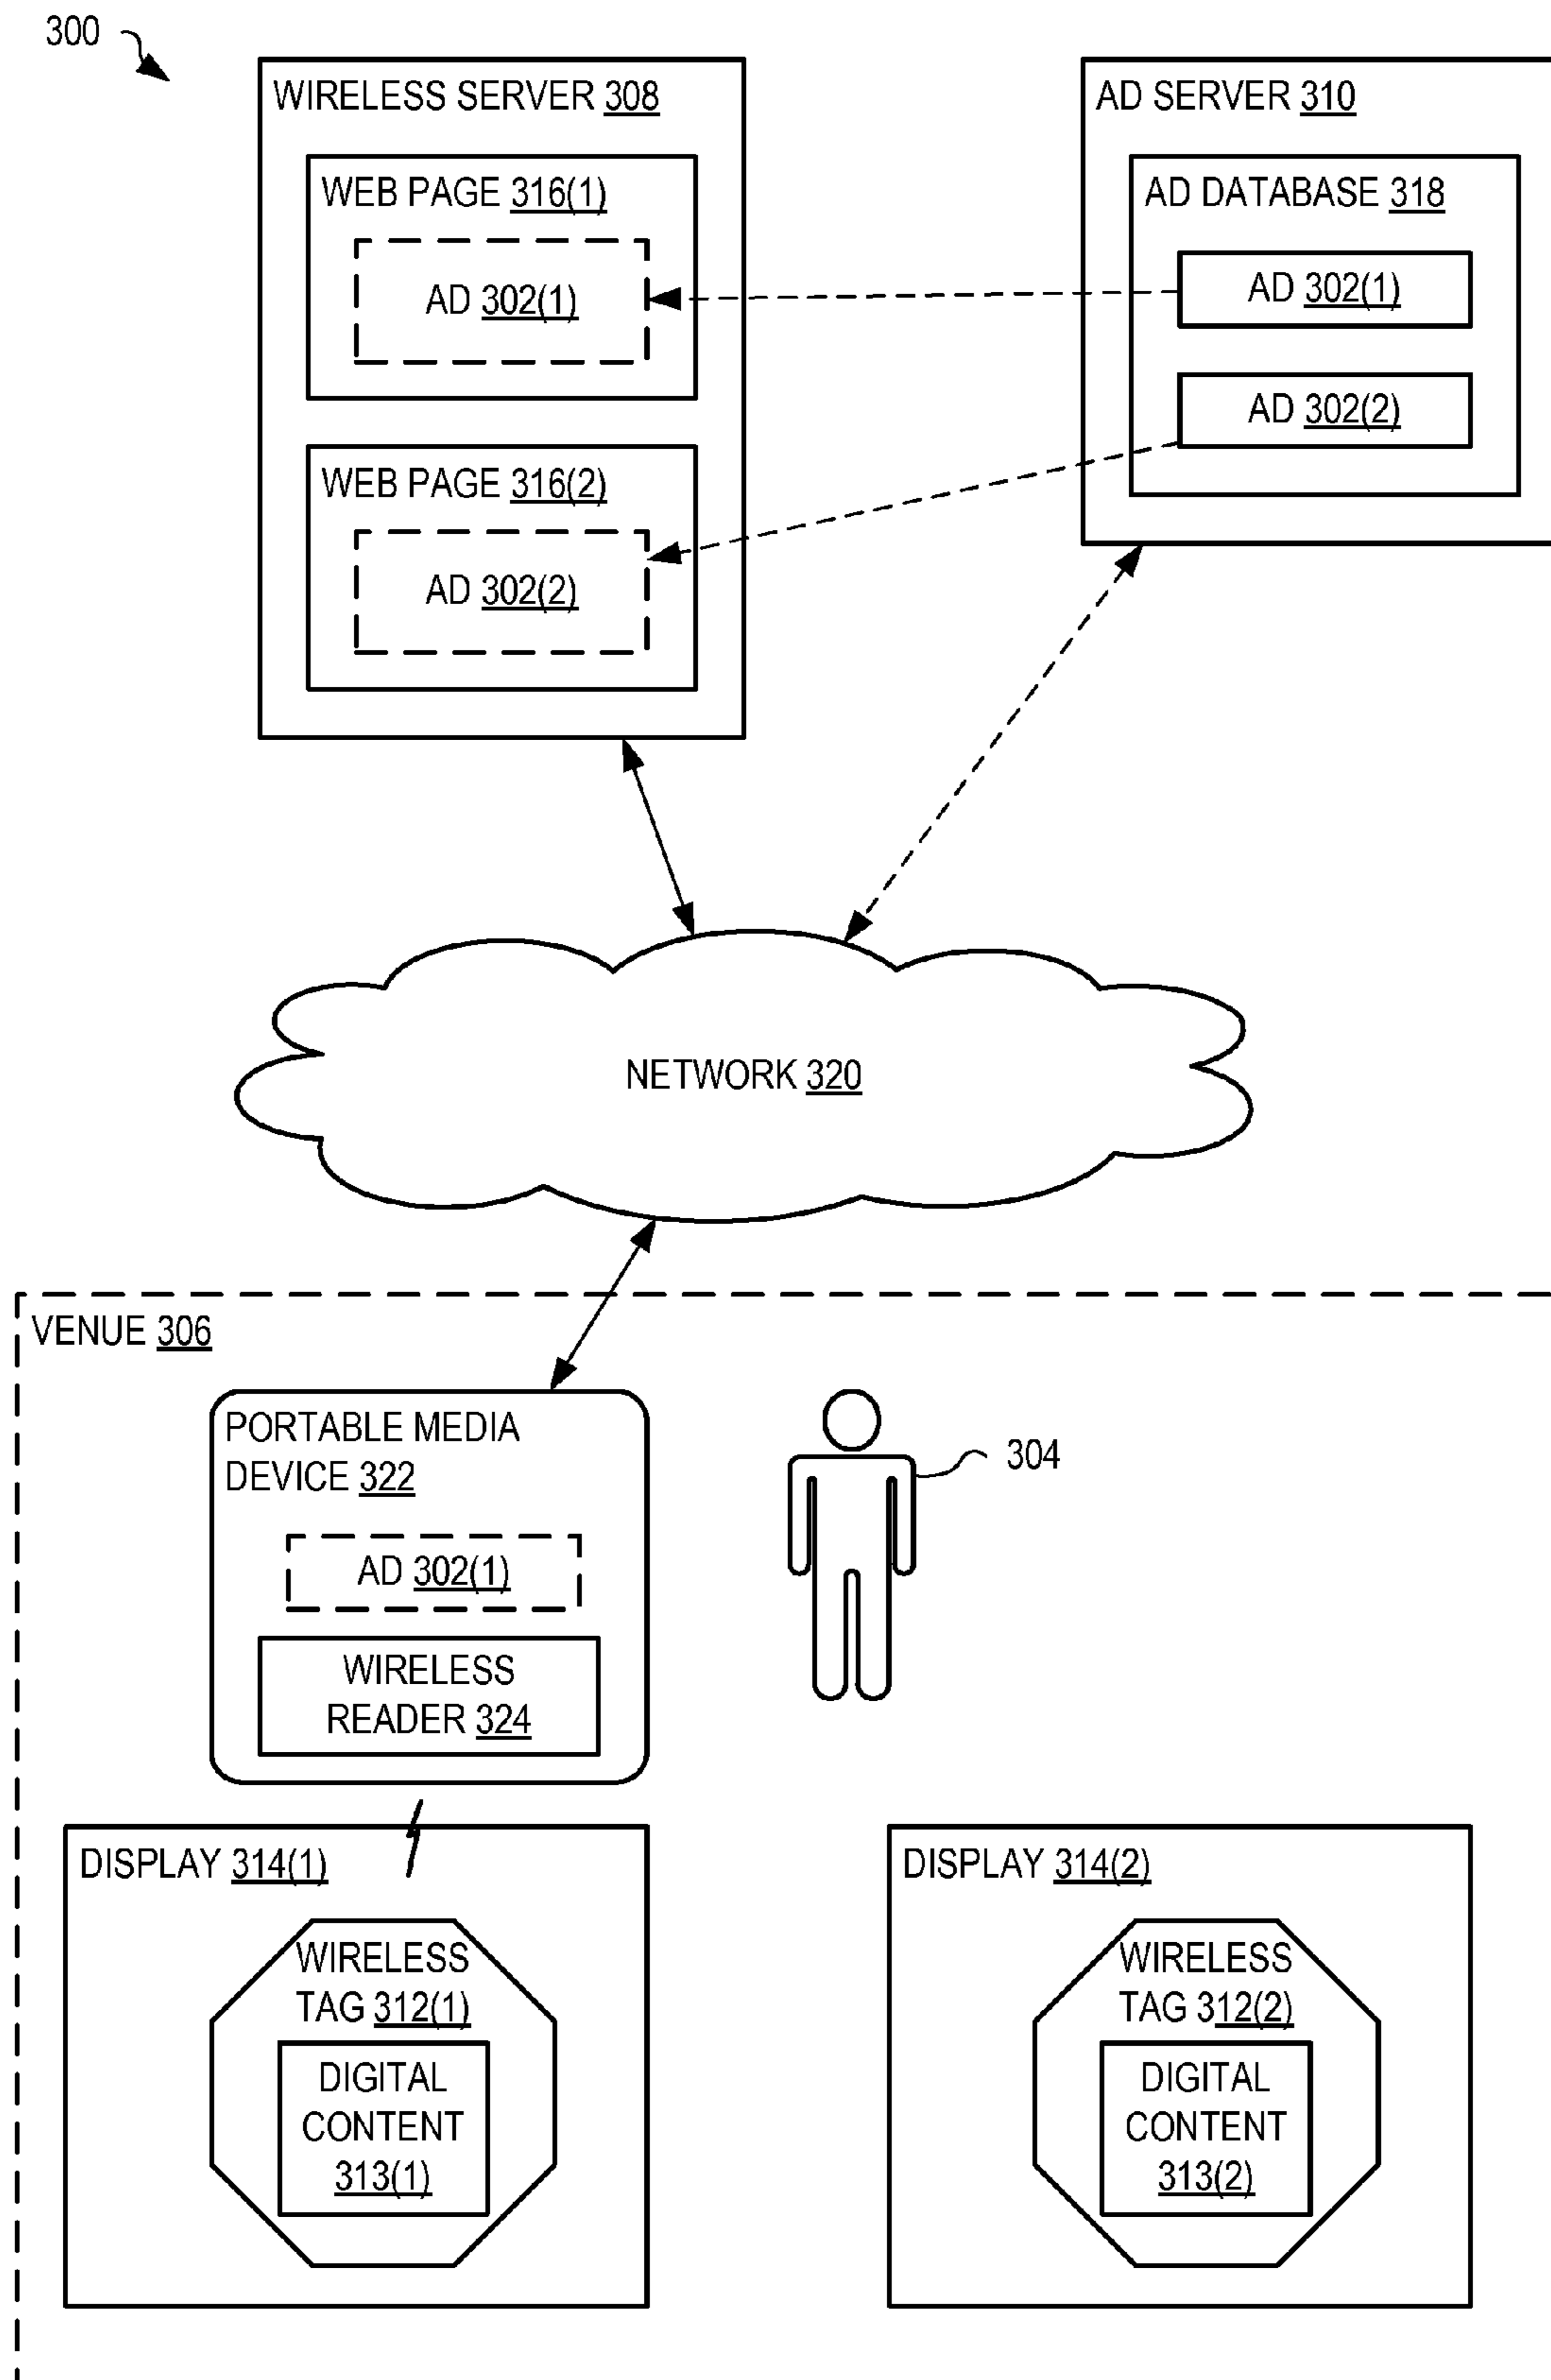 300
WIRELESS SERVER 308
WEB PAGE 316(1)
AD 302(1)
WEB PAGE 316(2)
AD 302(2)
AD SERVER 310
AD DATABASE 318
AD 302(1)
AD 302(2)
NETWORK 320
VENUE 306
PORTABLE MEDIA
DEVICE 322
AD 302(1)
WIRELESS
READER 324
304
DISPLAY 314(1)
WIRELESS
TAG 312(1)
DIGITAL
CONTENT
313(1)
DISPLAY 314(2)
WIRELESS
TAG 312(2)
DIGITAL
CONTENT
313(2)